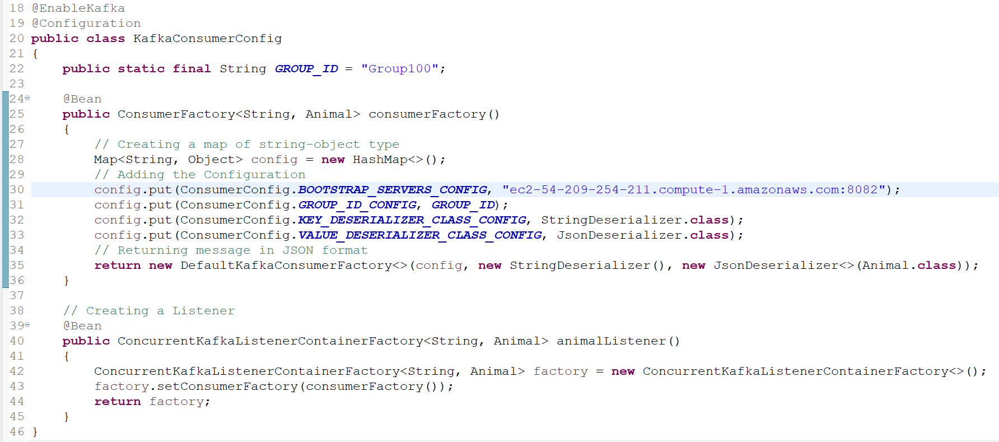 18 @EnableKafka
19 @Configuration
20 public class KafkaConsumerConfig
21 {
22     public static final String GROUP_ID = "Group100";
23
24     @Bean
25     public ConsumerFactory<String, Animal> consumerFactory()
26     {
27         // Creating a map of string-object type
28         Map<String, Object> config = new HashMap<>();
29         // Adding the Configuration
30         config.put(ConsumerConfig.BOOTSTRAP_SERVERS_CONFIG, "ec2-54-209-254-211.compute-1.amazonaws.com:8082");
31         config.put(ConsumerConfig.GROUP_ID_CONFIG, GROUP_ID);
32         config.put(ConsumerConfig.KEY_DESERIALIZER_CLASS_CONFIG, StringDeserializer.class);
33         config.put(ConsumerConfig.VALUE_DESERIALIZER_CLASS_CONFIG, JsonDeserializer.class);
34         // Returning message in JSON format
35         return new DefaultKafkaConsumerFactory<>(config, new StringDeserializer(), new JsonDeserializer<>(Animal.class));
36     }
37
38     // Creating a Listener
39     @Bean
40     public ConcurrentKafkaListenerContainerFactory<String, Animal> animalListener()
41     {
42         ConcurrentKafkaListenerContainerFactory<String, Animal> factory = new ConcurrentKafkaListenerContainerFactory<>();
43         factory.setConsumerFactory(consumerFactory());
44         return factory;
45     }
46 }